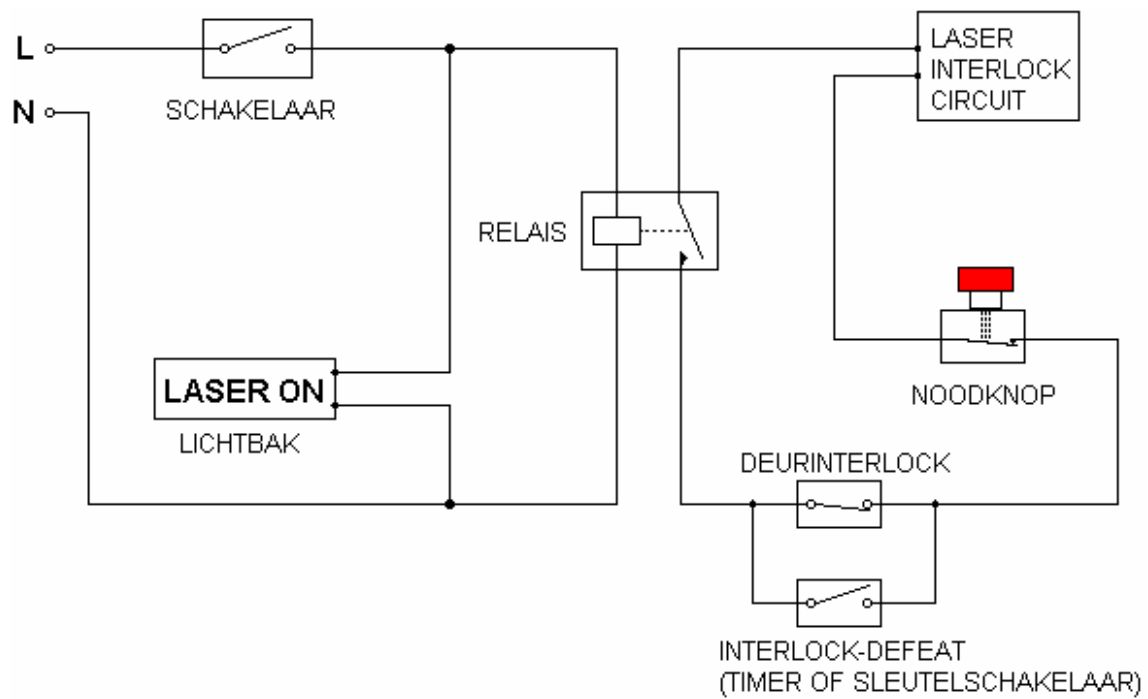 L
N
SCHAKELAAR
LASER
INTERLOCK
CIRCUIT
RELAIS
LASER ON
LICHTBAK
NOODKNOP
DEURINTERLOCK
INTERLOCK-DEFEAT
(TIMER OF SLEUTELSCHAKELAAR)